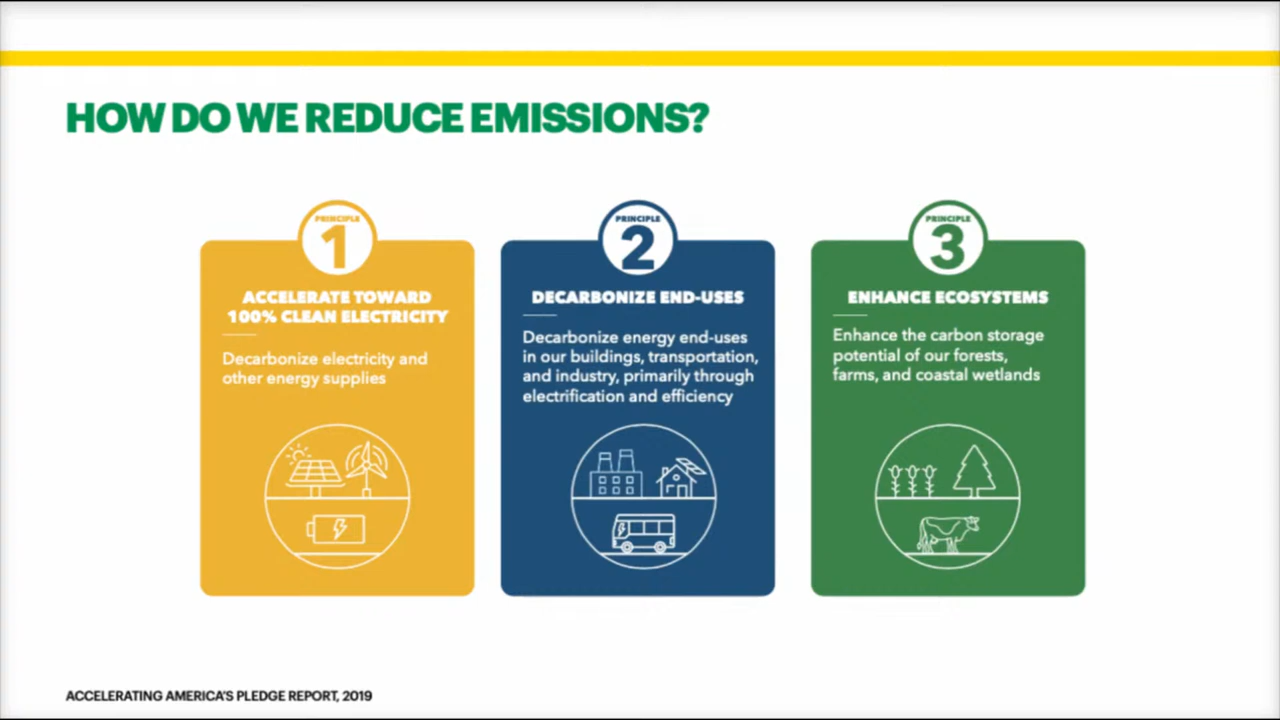 HOW DO WE REDUCE EMISSIONS?
PRINCIPLE
1
ACCELERATE TOWARD
100% CLEAN ELECTRICITY
Decarbonize electricity and
other energy supplies
PRINCIPLE
2
DECARBONIZE END-USES
Decarbonize energy end-uses
in our buildings, transportation,
and industry, primarily through
electrification and efficiency
PRINCIPLE
3
ENHANCE ECOSYSTEMS
Enhance the carbon storage
potential of our forests,
farms, and coastal wetlands
ACCELERATING AMERICA'S PLEDGE REPORT, 2019